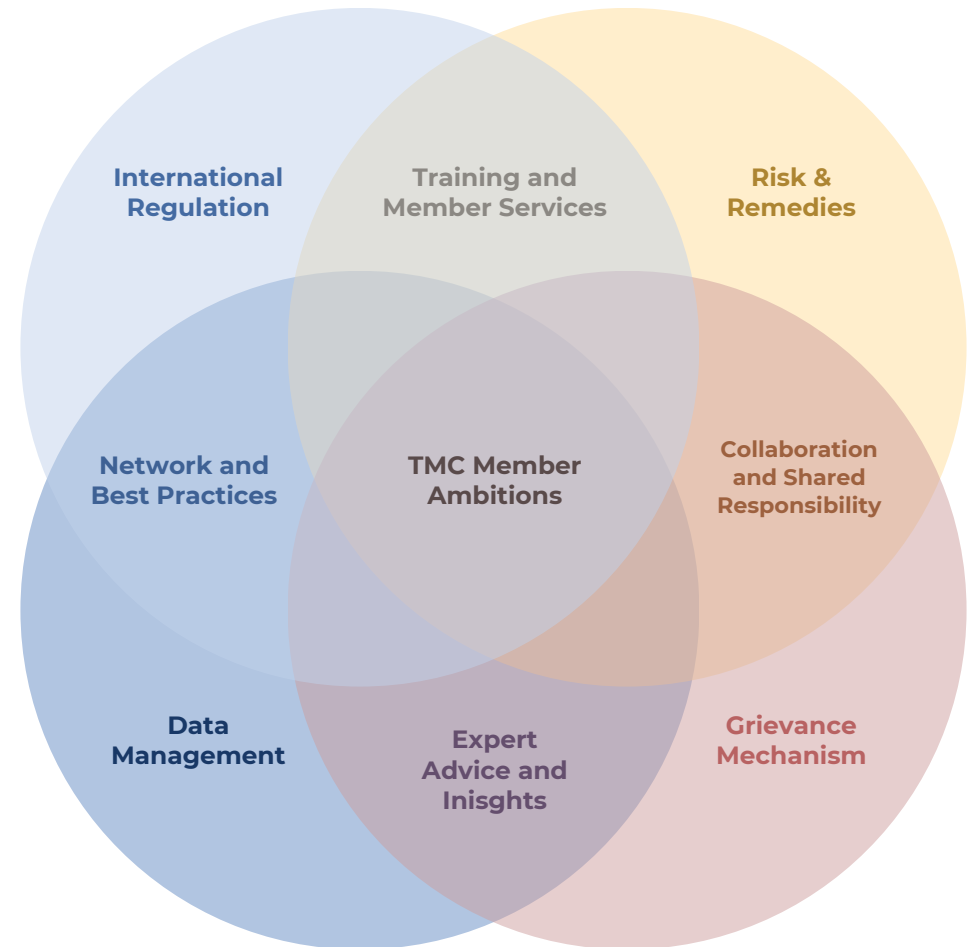 International
Regulation
Training and
Member Services
Risk &
Remedies
Network and
Best Practices
TMC Member
Ambitions
Collaboration
and Shared
Responsibility
Data
Management
Expert
Advice and
Inisghts
Grievance
Mechanism